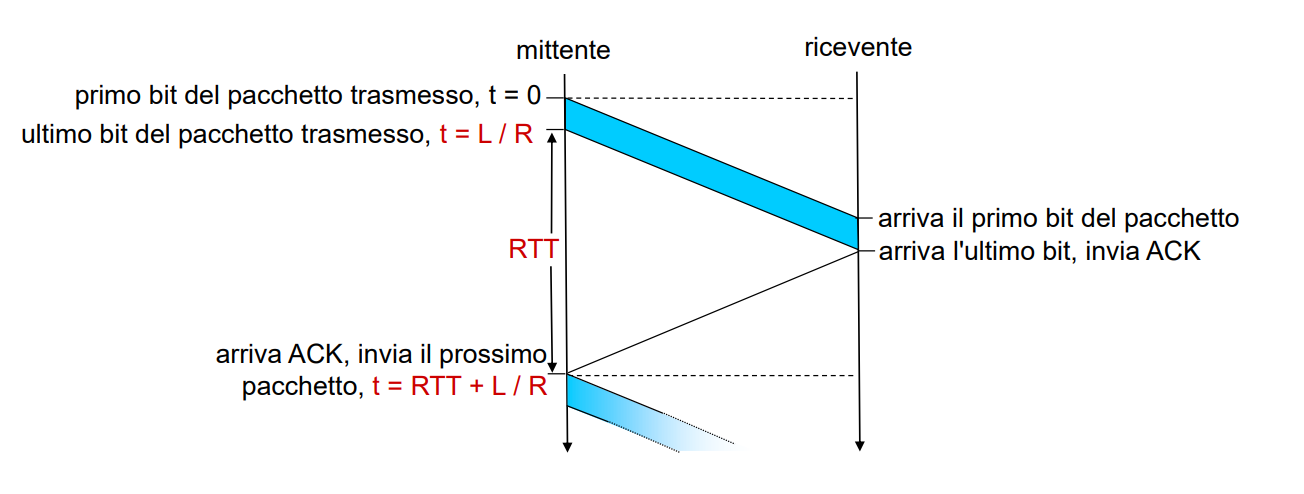 mittente
ricevente
primo bit del pacchetto trasmesso, t = 0
ultimo bit del pacchetto trasmesso, t = L / R
arriva il primo bit del pacchetto
RTT
arriva l'ultimo bit, invia ACK
arriva ACK, invia il prossimo
pacchetto, t = RTT + L / R